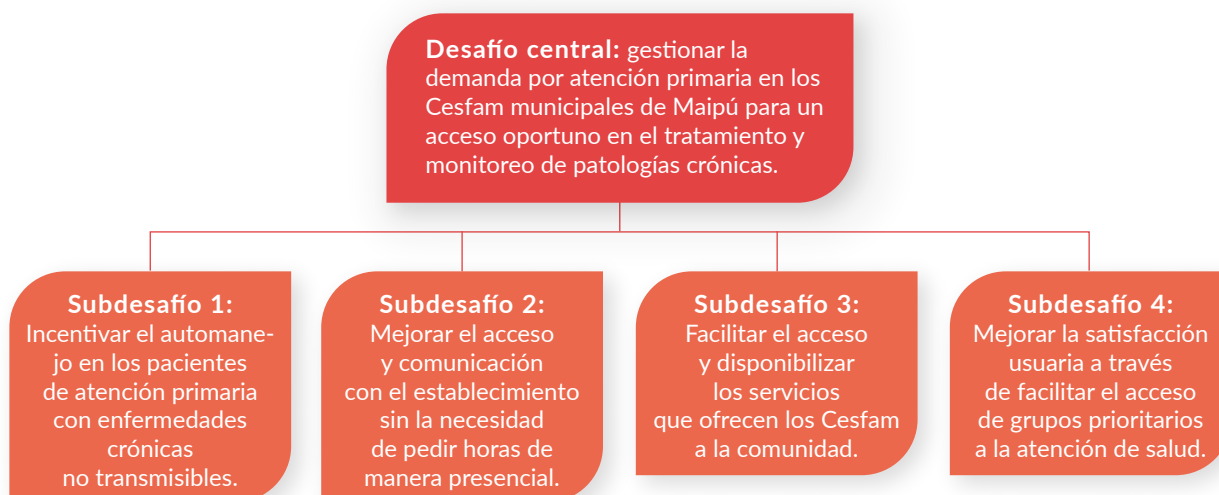 Desafío central: gestionar la
demanda por atención primaria en los
Cesfam municipales de Maipú para un
acceso oportuno en el tratamiento y
monitoreo de patologías crónicas.
Subdesafío 1:
Incentivar el automane-
jo en los pacientes
de atención primaria
con enfermedades
crónicas
no transmisibles.
Subdesafío 2:
Mejorar el acceso
y comunicación
con el establecimiento
sin la necesidad
de pedir horas de
manera presencial.
Subdesafío 3:
Facilitar el acceso
y disponibilizar
los servicios
que ofrecen los Cesfam
a la comunidad.
Subdesafío 4:
Mejorar la satisfacción
usuaria a través
de facilitar el acceso
de grupos prioritarios
a la atención de salud.